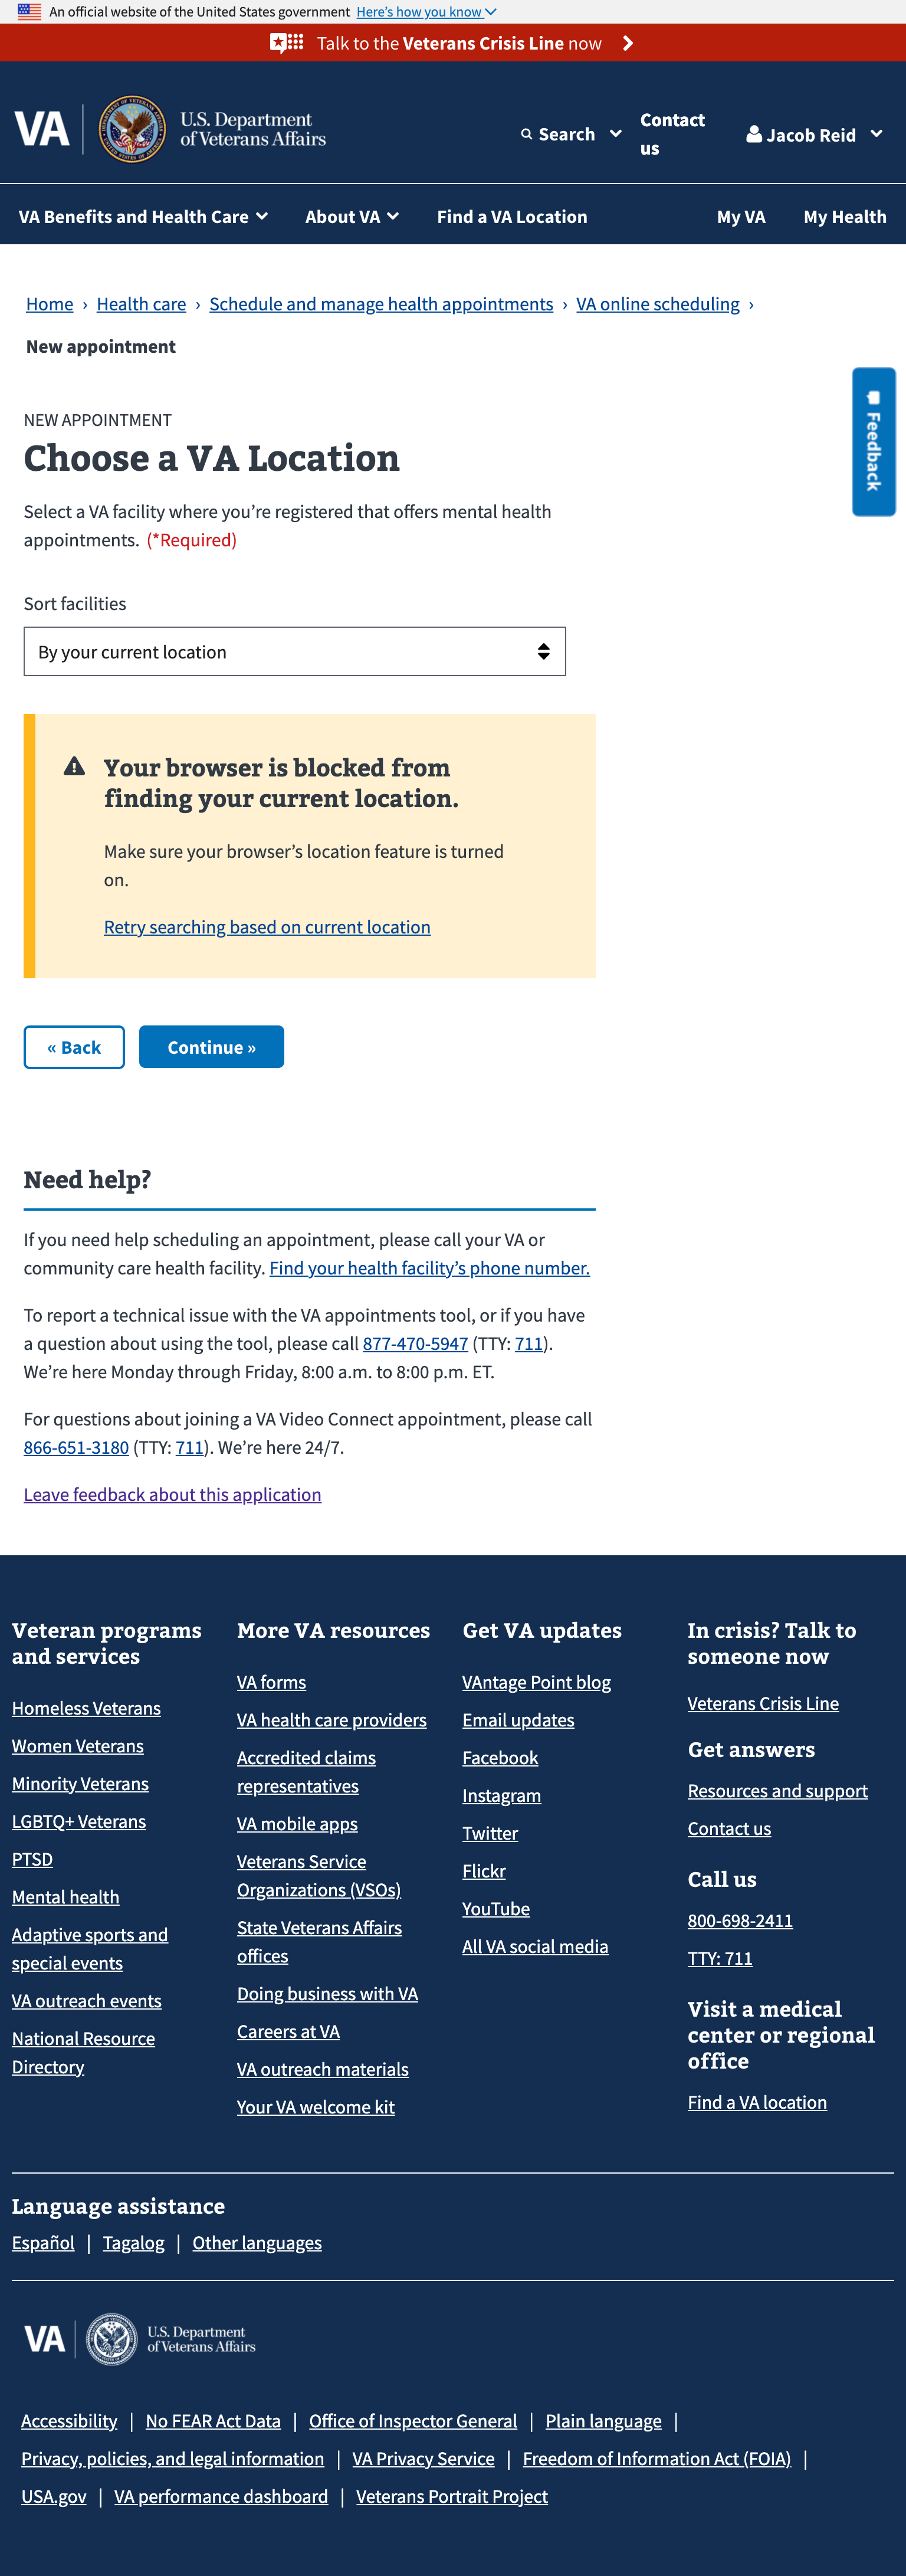 An official website of the United States government Here’s how you know
Talk to the Veterans Crisis Line now
VA U.S. Department
of Veterans Affairs
Search
Contact
us
Jacob Reid
VA Benefits and Health Care About VA Find a VA Location My VA My Health
Home › Health care › Schedule and manage health appointments › VA online scheduling ›
New appointment
Feedback
NEW APPOINTMENT
Choose a VA Location
Select a VA facility where you’re registered that offers mental health
appointments. (*Required)
Sort facilities
By your current location
Your browser is blocked from
finding your current location.
Make sure your browser’s location feature is turned
on.
Retry searching based on current location
« Back Continue »
Need help?
If you need help scheduling an appointment, please call your VA or
community care health facility. Find your health facility’s phone number.
To report a technical issue with the VA appointments tool, or if you have
a question about using the tool, please call 877-470-5947 (TTY: 711).
We’re here Monday through Friday, 8:00 a.m. to 8:00 p.m. ET.
For questions about joining a VA Video Connect appointment, please call
866-651-3180 (TTY: 711). We’re here 24/7.
Leave feedback about this application
Veteran programs
and services
Homeless Veterans
Women Veterans
Minority Veterans
LGBTQ+ Veterans
PTSD
Mental health
Adaptive sports and
special events
VA outreach events
National Resource
Directory
More VA resources
VA forms
VA health care providers
Accredited claims
representatives
VA mobile apps
Veterans Service
Organizations (VSOs)
State Veterans Affairs
offices
Doing business with VA
Careers at VA
VA outreach materials
Your VA welcome kit
Get VA updates
VAntage Point blog
Email updates
Facebook
Instagram
Twitter
Flickr
YouTube
All VA social media
In crisis? Talk to
someone now
Veterans Crisis Line
Get answers
Resources and support
Contact us
Call us
800-698-2411
TTY: 711
Visit a medical
center or regional
office
Find a VA location
Language assistance
Español | Tagalog | Other languages
VA U.S. Department
of Veterans Affairs
Accessibility | No FEAR Act Data | Office of Inspector General | Plain language |
Privacy, policies, and legal information | VA Privacy Service | Freedom of Information Act (FOIA) |
USA.gov | VA performance dashboard | Veterans Portrait Project